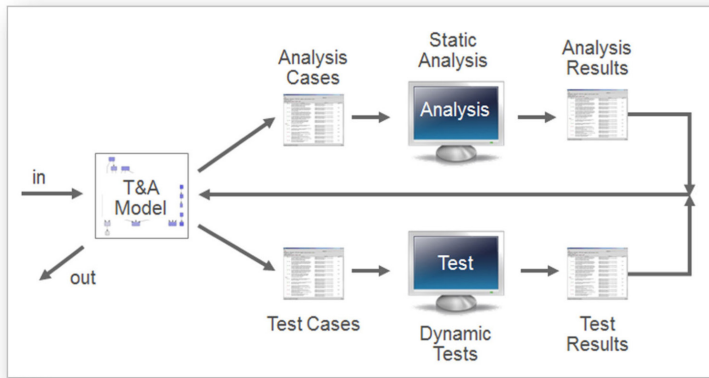 Analysis
Cases
Static
Analysis
Analysis
Results
Analysis
in
T&A
Model
out
Test
Test Cases
Dynamic
Tests
Test
Results